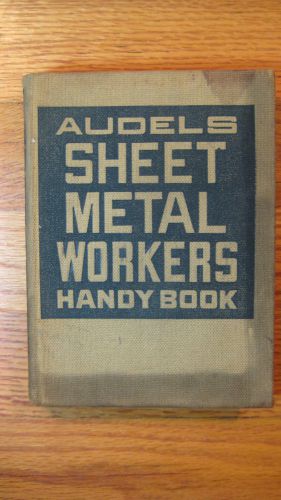 AUDELS
SHEET
METAL
WORKERS
HANDY BOOK